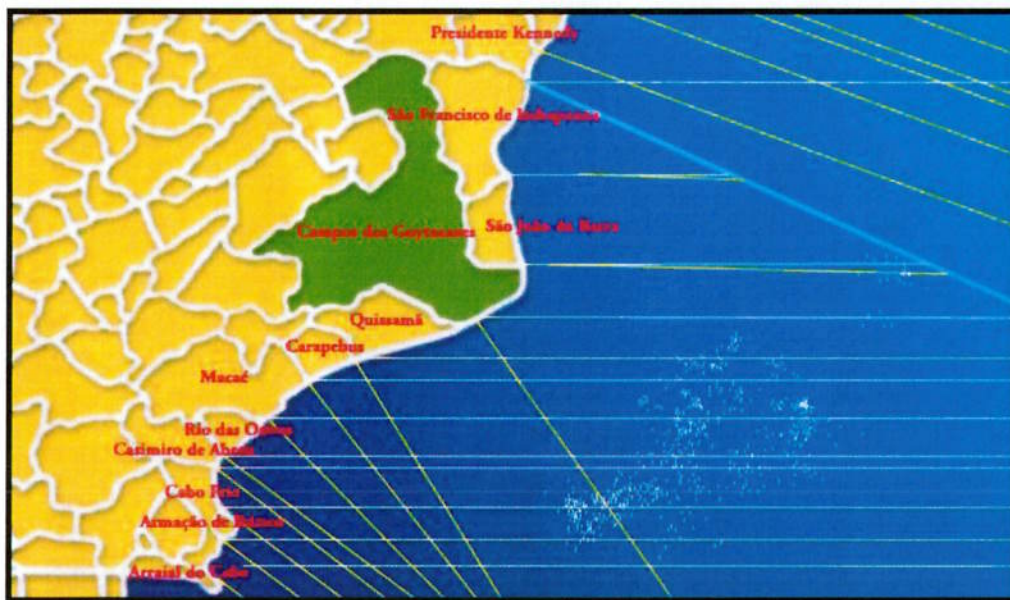 Presidente Kennedy
São Francisco de Itabapoana
Campos dos Goytacazes
São João da Barra
Quissamã
Carapebus
Macaé
Rio das Ostras
Casimiro de Abreu
Cabo Frio
Armação de Búzios
Arraial do Cabo